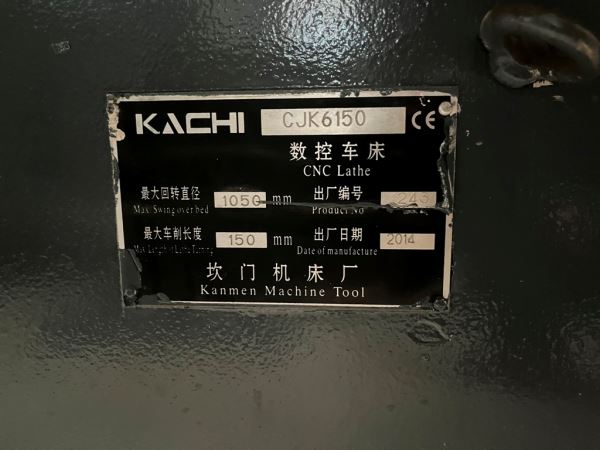 KACHI CJK6150 CE
数控车床
CNC Lathe
最大回转直径 1050 mm 出厂编号
Max. Swing over bed Product No
最大车削长度 150 mm 出厂日期 2014
Date of manufacture
坎门机床厂
Kanmen Machine Tool